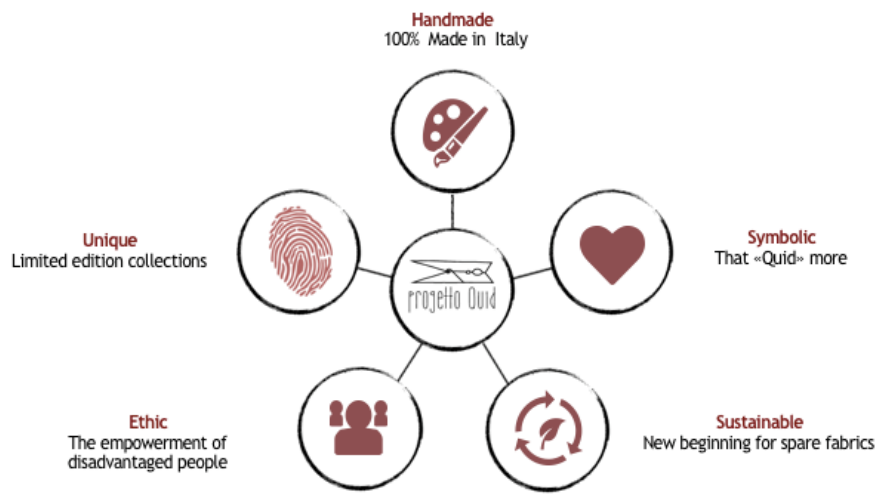 Handmade
100% Made in Italy
Unique
Limited edition collections
Symbolic
That «Quid» more
progetto Quid
Ethic
The empowerment of
disadvantaged people
Sustainable
New beginning for spare fabrics